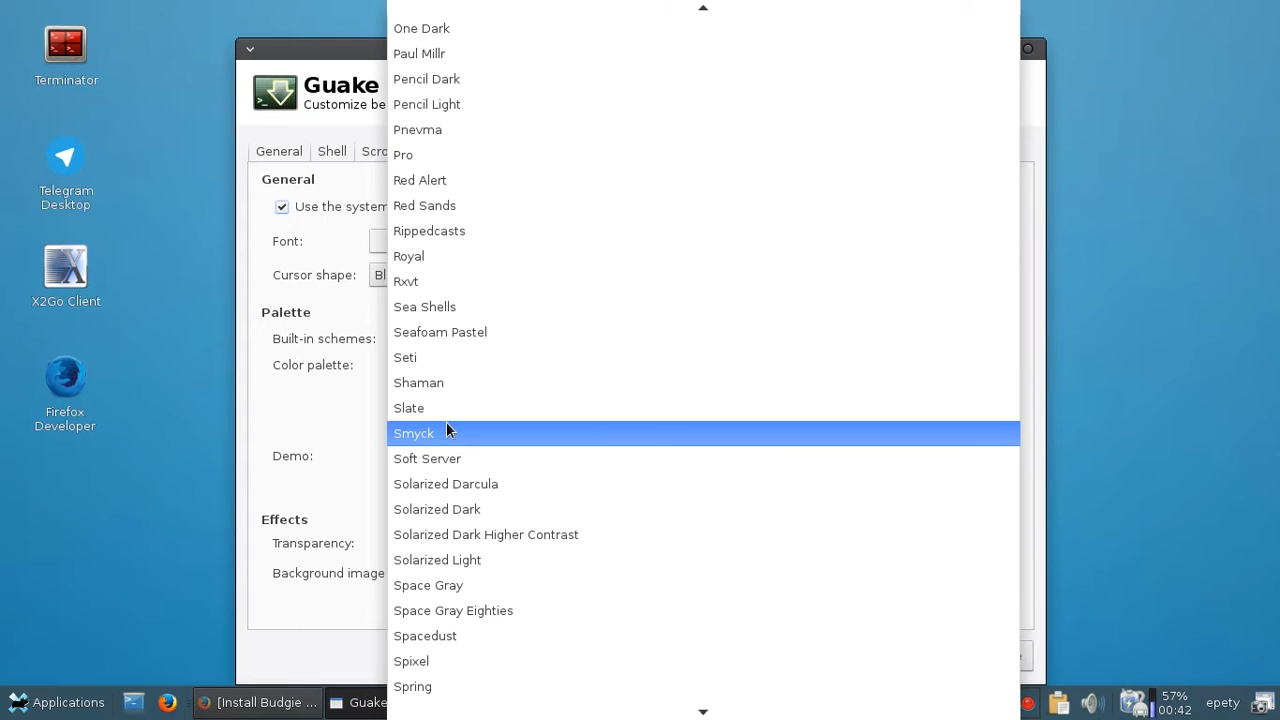 Terminator
Telegram
Desktop
X2Go Client
Firefox
Developer
Guake
Customize be
General
Shell
Scro
General
Use the system
Font:
Cursor shape:
Bl
Palette
Built-in schemes:
Color palette:
Demo:
Effects
Transparency:
Background image
One Dark
Paul Millr
Pencil Dark
Pencil Light
Pnevma
Pro
Red Alert
Red Sands
Rippedcasts
Royal
Rxvt
Sea Shells
Seafoam Pastel
Seti
Shaman
Slate
Smyck
Soft Server
Solarized Darcula
Solarized Dark
Solarized Dark Higher Contrast
Solarized Light
Space Gray
Space Gray Eighties
Spacedust
Spixel
Spring
Applications
[Install Budgie ...
Guake
57%
00:42
epety